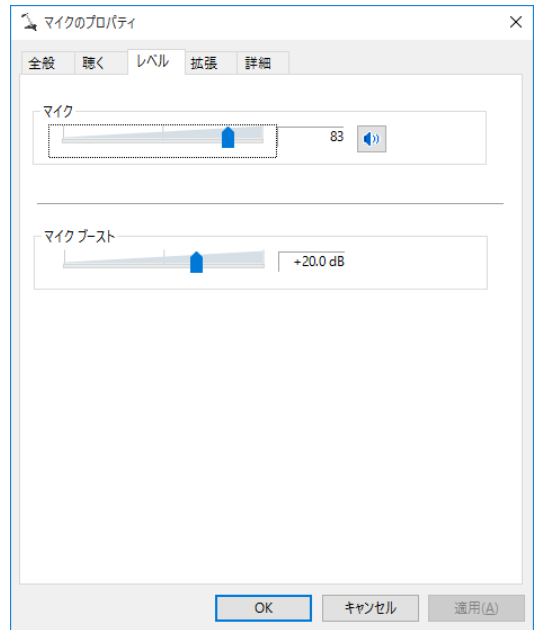 マイクのプロパティ
全般 聴く レベル 拡張 詳細
マイク
83
マイク ブースト
+20.0 dB
OK キャンセル 適用(A)